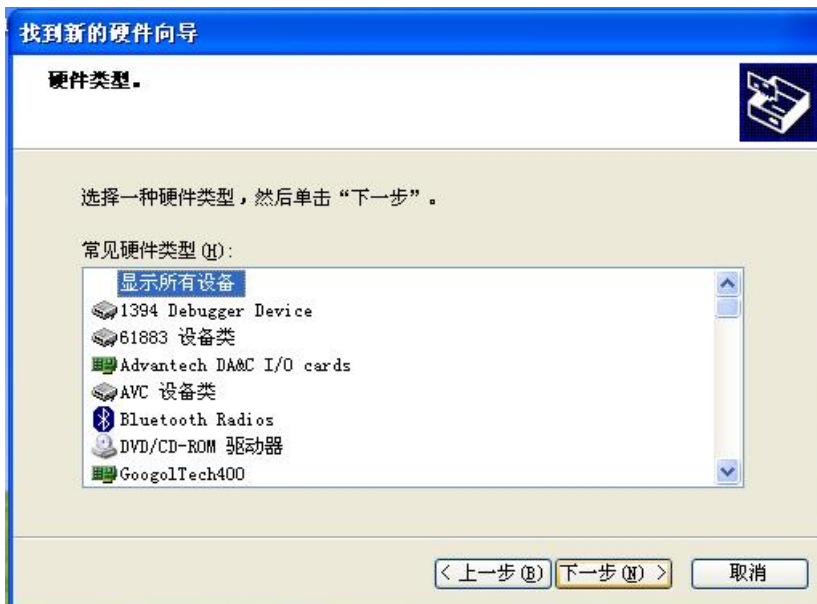 找到新的硬件向导
硬件类型。
选择一种硬件类型，然后单击“下一步”。
常见硬件类型(H):
显示所有设备
1394 Debugger Device
61883 设备类
Advantech DA&C I/O cards
AVC 设备类
Bluetooth Radios
DVD/CD-ROM 驱动器
GoogolTech400
< 上一步(B) 下一步(N) > 取消